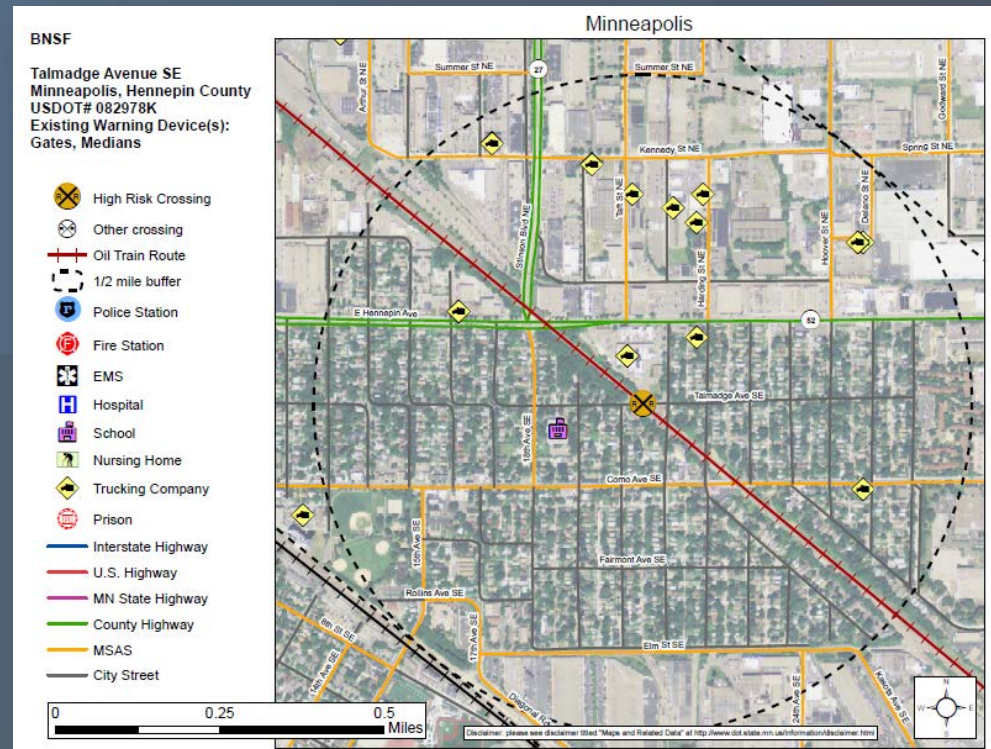 Minneapolis
BNSF
Talmadge Avenue SE
Minneapolis, Hennepin County
USDOT# 082978K
Existing Warning Device(s):
Gates, Medians
High Risk Crossing
Other crossing
Oil Train Route
1/2 mile buffer
Police Station
Fire Station
EMS
Hospital
School
Nursing Home
Trucking Company
Prison
Interstate Highway
U.S. Highway
MN State Highway
County Highway
MSAS
City Street
0 0.25 0.5
Miles
Summer St NE
Summer St NE
27
Arthur St NE
Godward St NE
Kennedy St NE
Spring St NE
Taft St NE
Delano St NE
Stinson Blvd NE
Hoover St NE
Harding St NE
E Hennepin Ave
52
Talmadge Ave SE
18th Ave SE
Como Ave SE
15th Ave SE
Fairmont Ave SE
Rollins Ave SE
8th St SE
17th Ave SE
Elm St SE
14th Ave SE
24th Ave SE
Kasota Ave SE
N
W E
S
Disclaimer: please see disclaimer titled "Maps and Related Data" at http://www.dot.state.mn.us/information/disclaimer.html